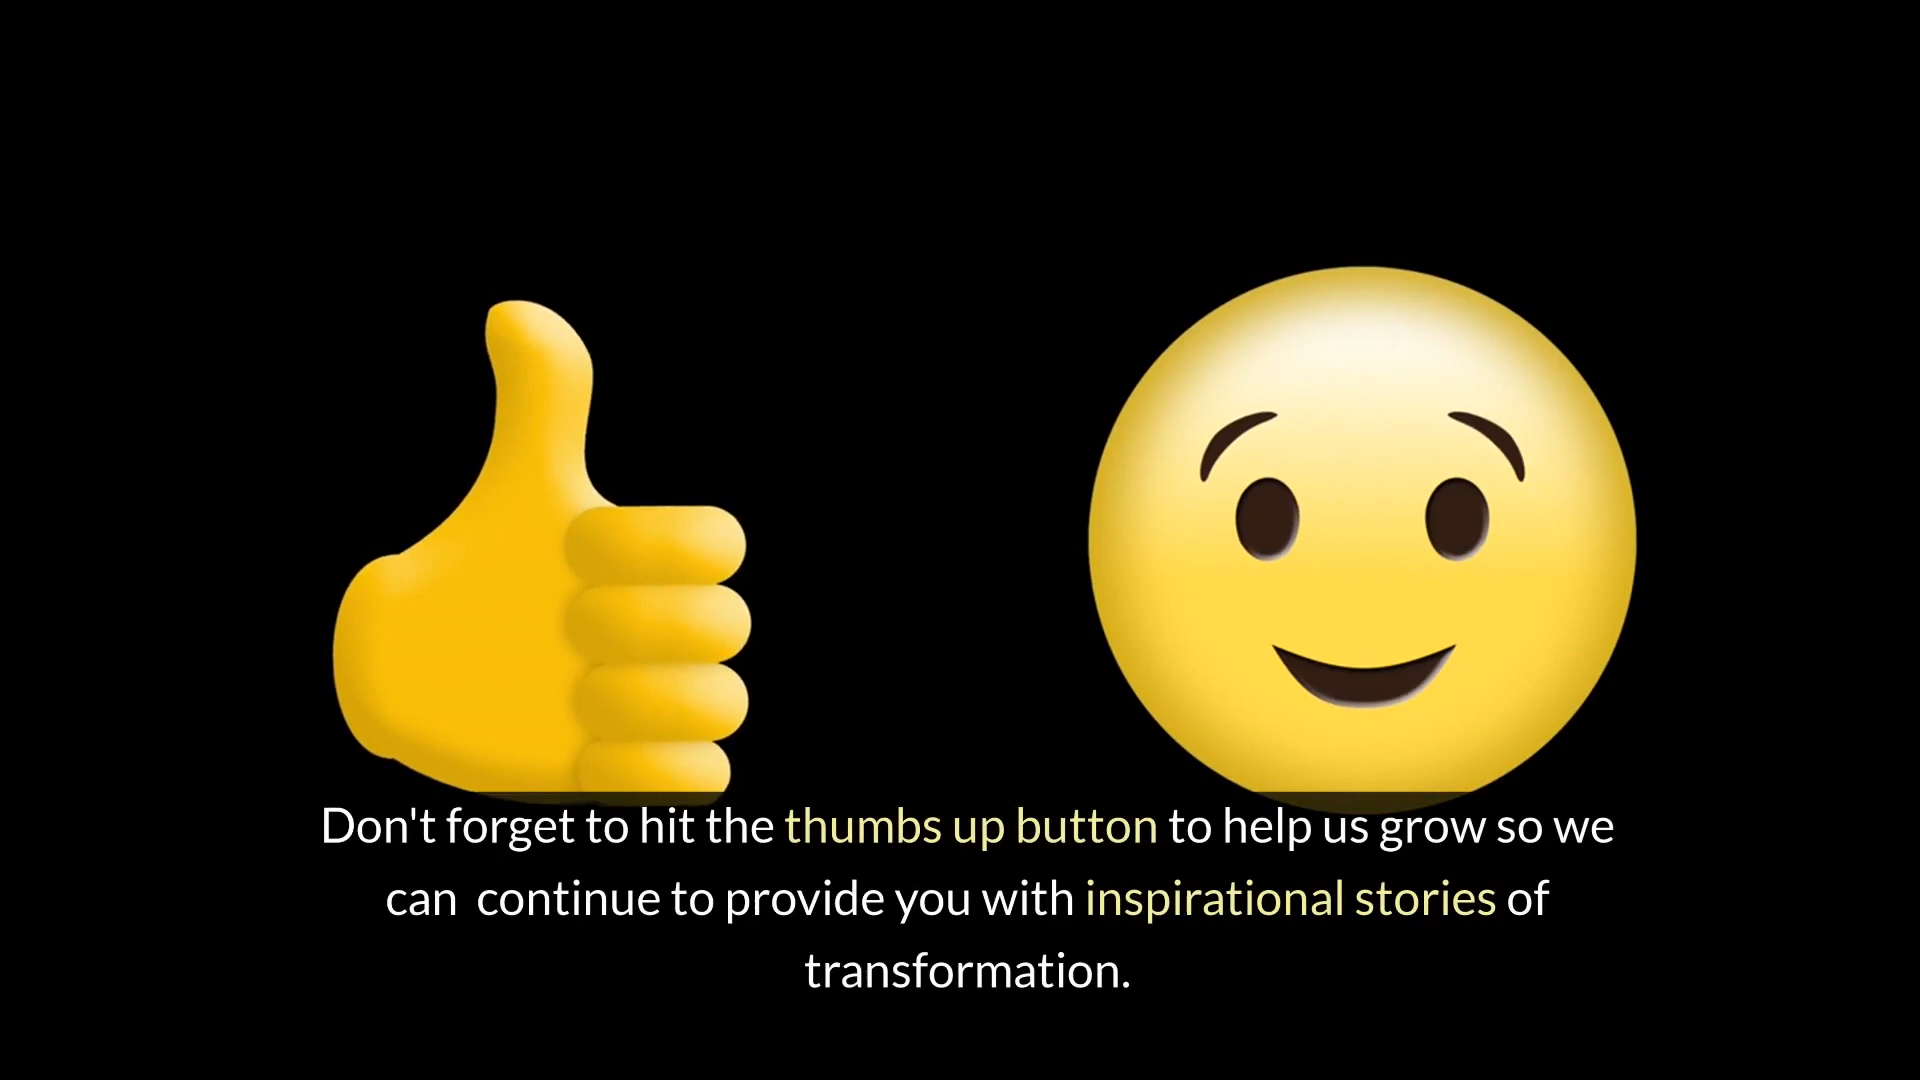 Don't forget to hit the thumbs up button to help us grow so we
can  continue to provide you with inspirational stories of
transformation.